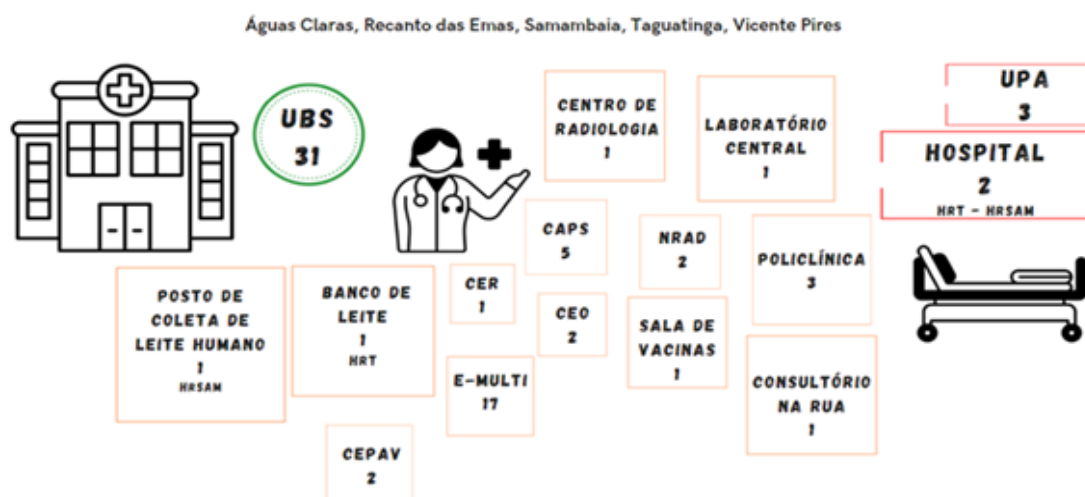 Águas Claras, Recanto das Emas, Samambaia, Taguatinga, Vicente Pires
UBS
31
CENTRO DE
RADIOLOGIA
1
LABORATÓRIO
CENTRAL
1
UPA
3
HOSPITAL
2
HRT - HRSAM
CAPS
5
NRAD
2
POLICLÍNICA
3
POSTO DE
COLETA DE
LEITE HUMANO
1
HRSAM
BANCO DE
LEITE
1
HRT
CER
1
CEO
2
SALA DE
VACINAS
1
E-MULTI
17
CONSULTÓRIO
NA RUA
1
CEPAV
2